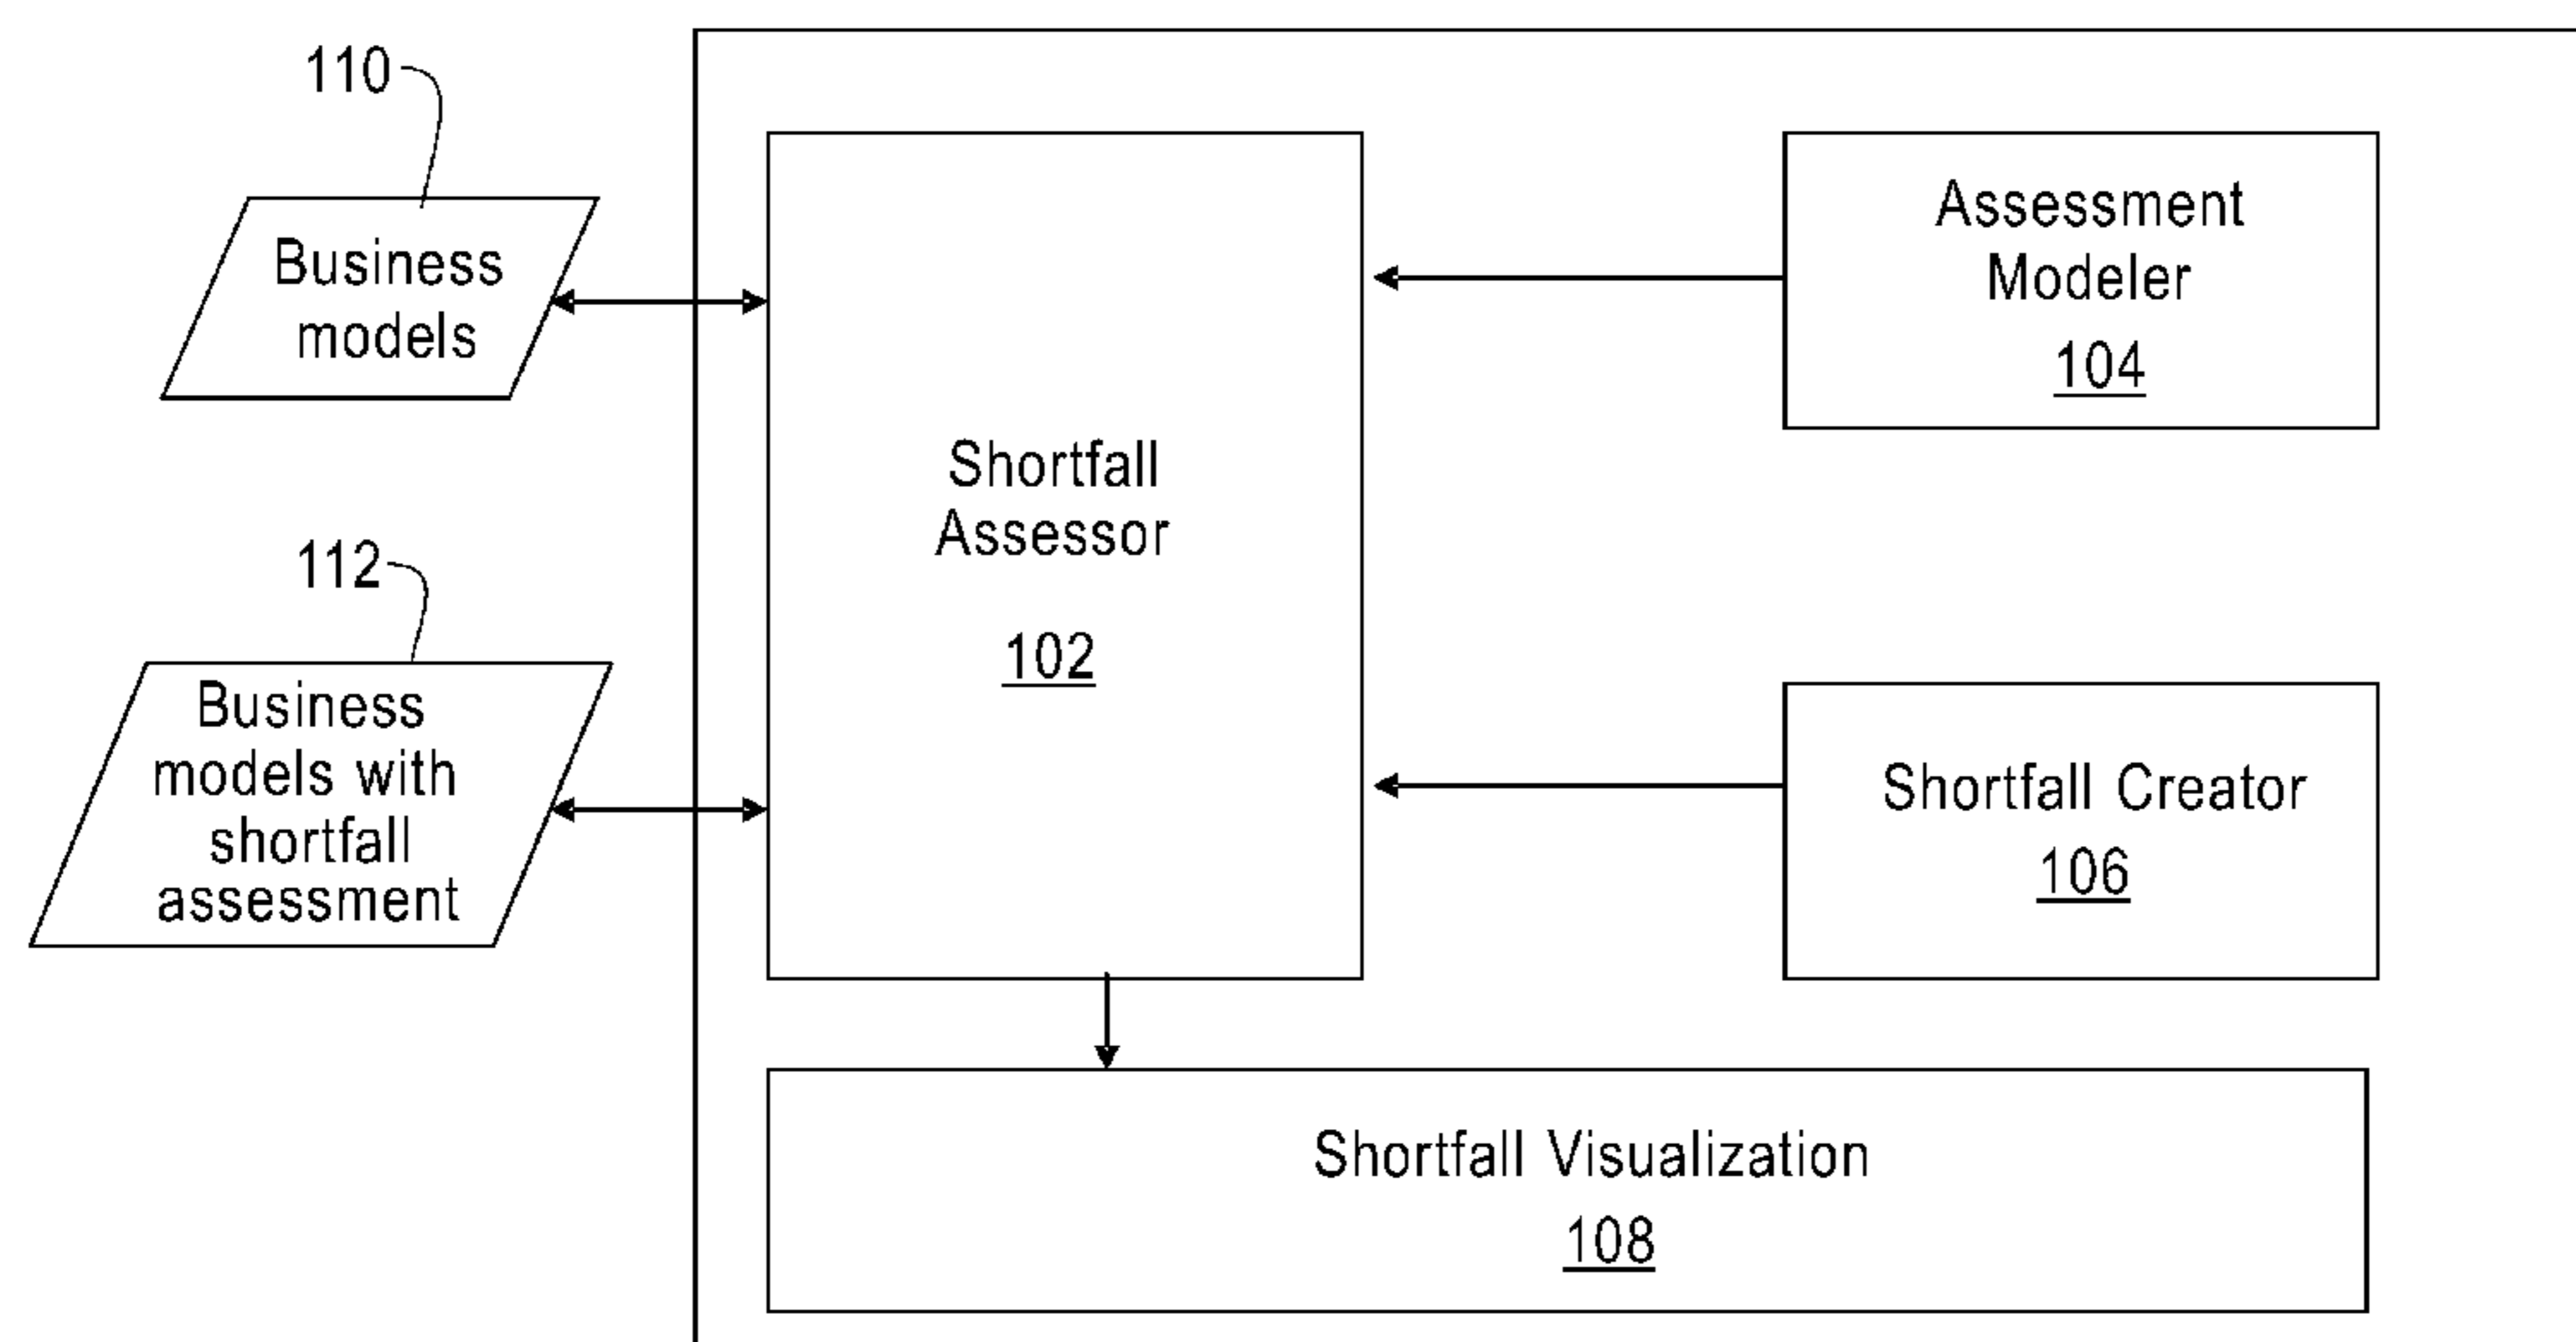 110
Business
models
112
Business
models with
shortfall
assessment
Shortfall
Assessor
102
Assessment
Modeler
104
Shortfall Creator
106
Shortfall Visualization
108